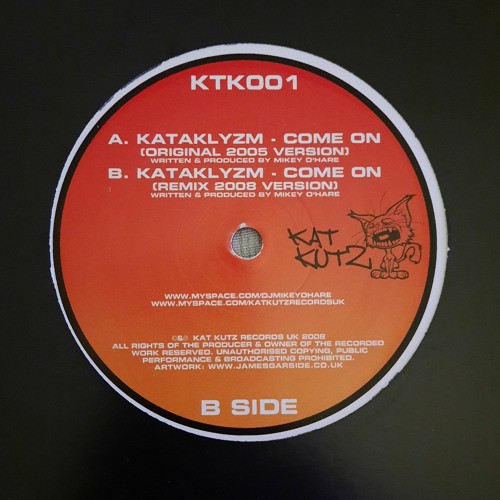 KTK001
A. KATAKLYZM - COME ON
(ORIGINAL 2005 VERSION)
WRITTEN & PRODUCED BY MIKEY O'HARE
B. KATAKLYZM - COME ON
(REMIX 2008 VERSION)
WRITTEN & PRODUCED BY MIKEY O'HARE
KAT
KUTZ
WWW.MYSPACE.COM/DJMIKEYOHARE
WWW.MYSPACE.COM/KATKUTZRECORDSUK
©&℗ KAT KUTZ RECORDS UK 2008
ALL RIGHTS OF THE PRODUCER & OWNER OF THE RECORDED
WORK RESERVED. UNAUTHORISED COPYING, PUBLIC
PERFORMANCE & BROADCASTING PROHIBITED.
ARTWORK: WWW.JAMESGARSIDE.CO.UK
B SIDE